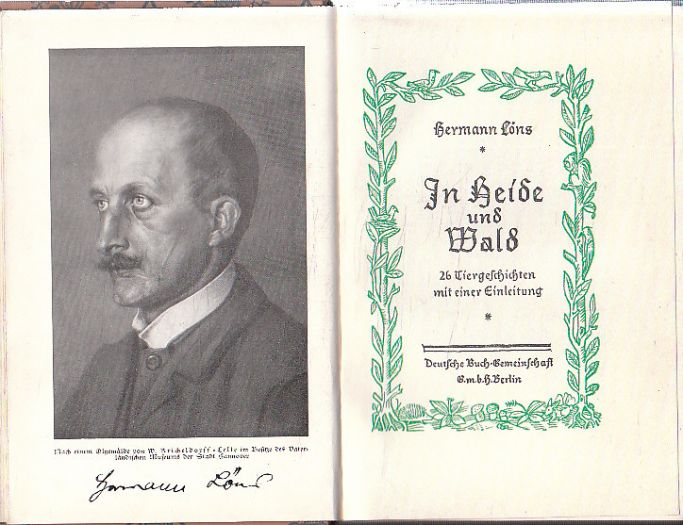 Nach einem Ölgemälde von W. Kricheldorff - Celle im Besitze des Vater-
ländischen Museums der Stadt Hannover
Hermann Löns
Hermann Löns
*
In Heide
und
Wald
26 Tiergeschichten
mit einer Einleitung
*
Deutsche Buch-Gemeinschaft
G.m.b.H. Berlin